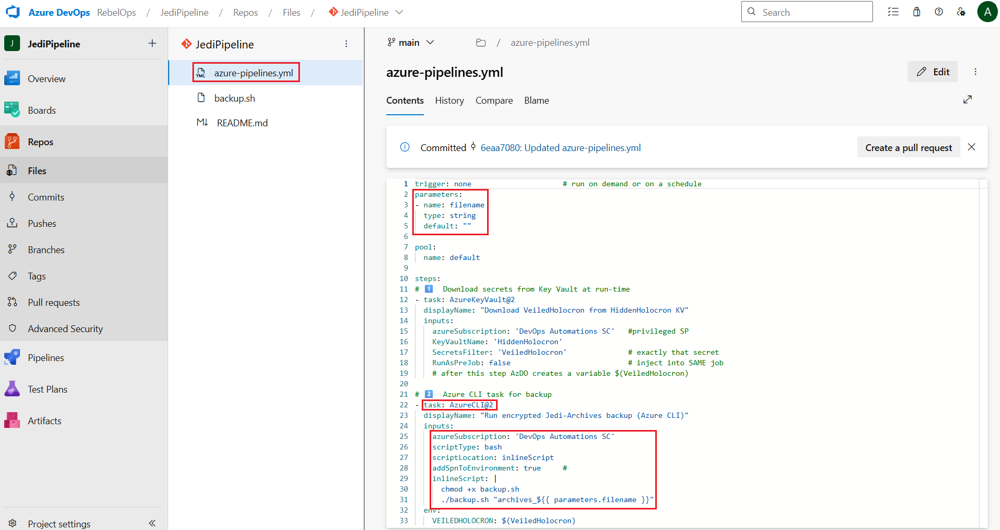 Azure DevOps RebelOps / JediPipeline / Repos / Files / JediPipeline
Search
A
J JediPipeline
Overview
Boards
Repos
Files
Commits
Pushes
Branches
Tags
Pull requests
Advanced Security
Pipelines
Test Plans
Artifacts
Project settings
JediPipeline
YML azure-pipelines.yml
backup.sh
M↓ README.md
main / azure-pipelines.yml
azure-pipelines.yml
Edit
Contents History Compare Blame
Committed 6eaa7080: Updated azure-pipelines.yml
Create a pull request
1 trigger: none # run on demand or on a schedule
2 parameters:
3 - name: filename
4 type: string
5 default: ""
6
7 pool:
8 name: default
9
10 steps:
11 # 1️⃣ Download secrets from Key Vault at run-time
12 - task: AzureKeyVault@2
13 displayName: "Download VeiledHolocron from HiddenHolocron KV"
14 inputs:
15 azureSubscription: 'DevOps Automations SC' #privileged SP
16 KeyVaultName: 'HiddenHolocron'
17 SecretsFilter: 'VeiledHolocron' # exactly that secret
18 RunAsPreJob: false # inject into SAME job
19 # after this step AzDO creates a variable $(VeiledHolocron)
20
21 # 2️⃣ Azure CLI task for backup
22 - task: AzureCLI@2
23 displayName: "Run encrypted Jedi-Archives backup (Azure CLI)"
24 inputs:
25 azureSubscription: 'DevOps Automations SC'
26 scriptType: bash
27 scriptLocation: inlineScript
28 addSpnToEnvironment: true #
29 inlineScript: |
30 chmod +x backup.sh
31 ./backup.sh "archives_${{ parameters.filename }}"
32 env:
33 VEILEDHOLOCRON: $(VeiledHolocron)